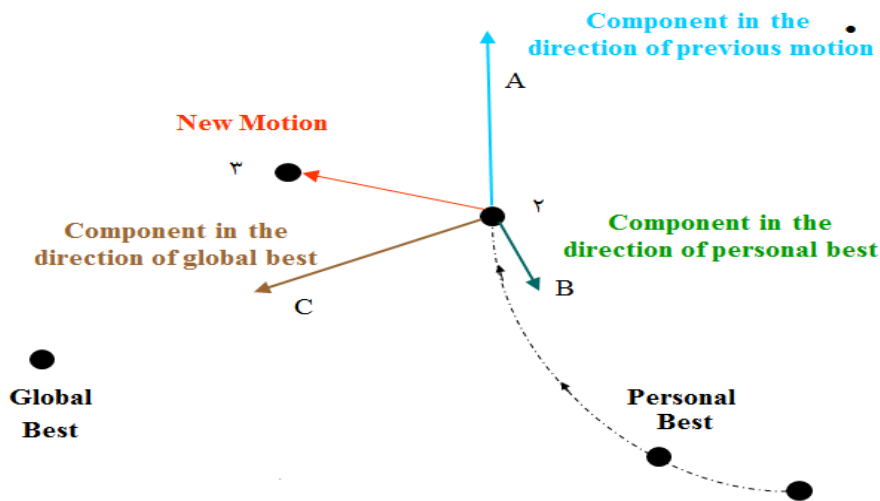 Component in the
direction of previous motion
A
New Motion
٣
٢
Component in the
direction of global best
Component in the
direction of personal best
B
C
Global
Best
Personal
Best